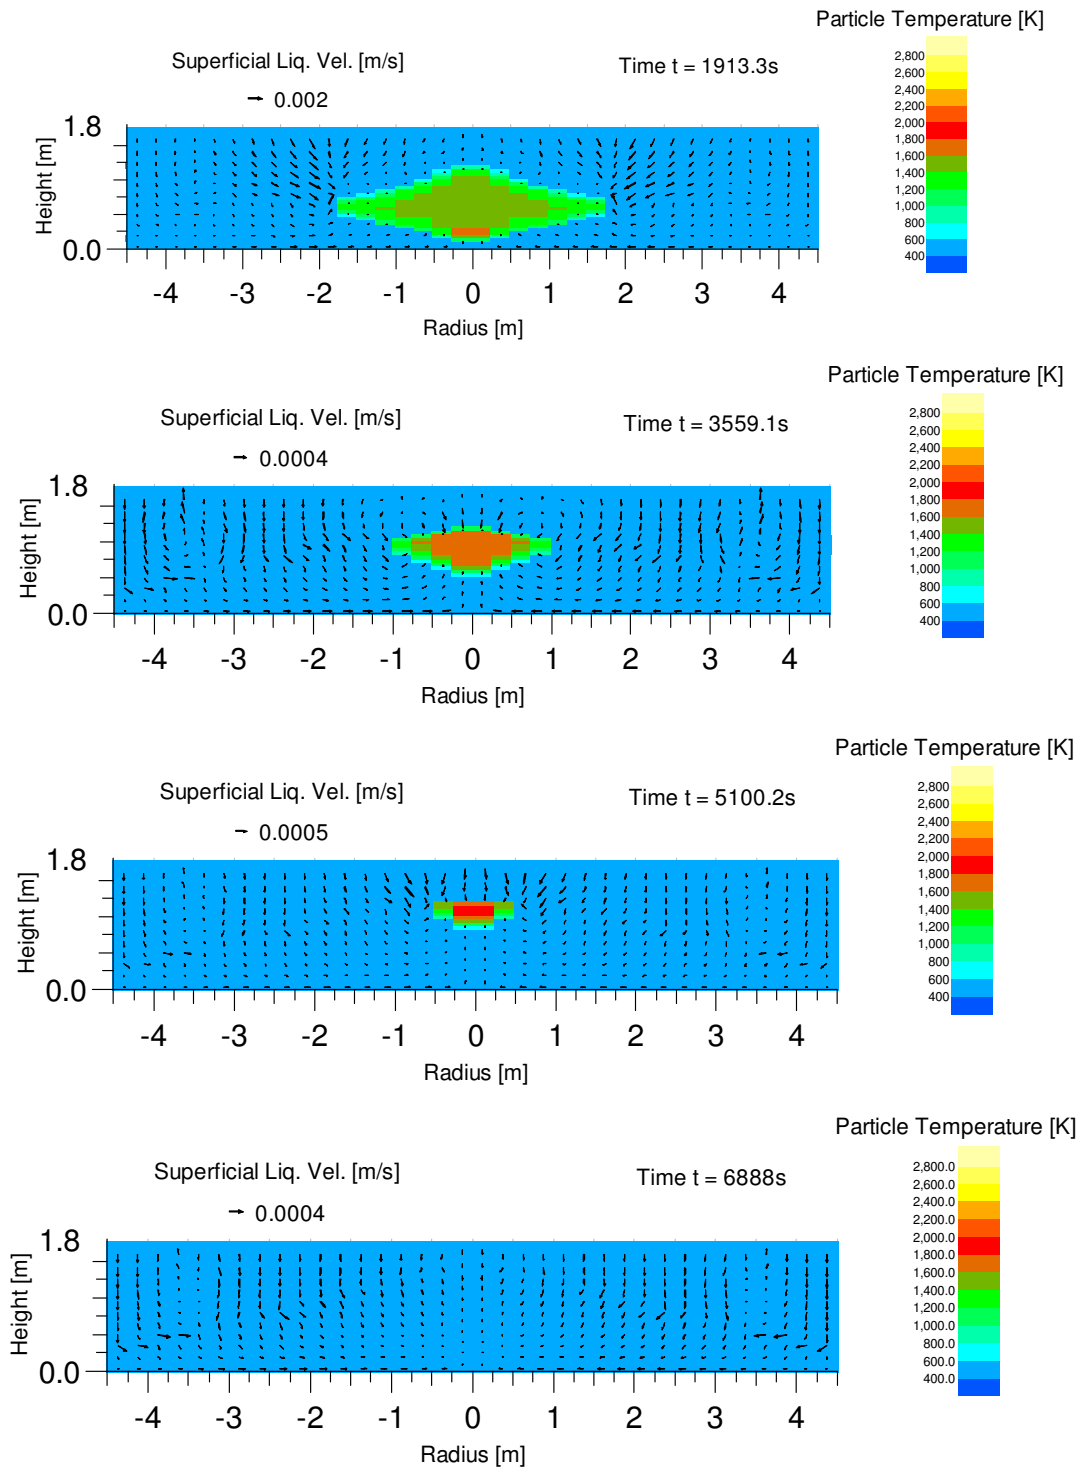 Particle Temperature [K]
Superficial Liq. Vel. [m/s]
Time t = 1913.3s
0.002
2,800
2,600
2,400
2,200
2,000
1,800
1,600
1,400
1,200
1,000
800
600
400
1.8
Height [m]
0.0
-4 -3 -2 -1 0 1 2 3 4
Radius [m]
Particle Temperature [K]
Superficial Liq. Vel. [m/s]
Time t = 3559.1s
0.0004
2,800
2,600
2,400
2,200
2,000
1,800
1,600
1,400
1,200
1,000
800
600
400
1.8
Height [m]
0.0
-4 -3 -2 -1 0 1 2 3 4
Radius [m]
Particle Temperature [K]
Superficial Liq. Vel. [m/s]
Time t = 5100.2s
0.0005
2,800
2,600
2,400
2,200
2,000
1,800
1,600
1,400
1,200
1,000
800
600
400
1.8
Height [m]
0.0
-4 -3 -2 -1 0 1 2 3 4
Radius [m]
Particle Temperature [K]
Superficial Liq. Vel. [m/s]
Time t = 6888s
0.0004
2,800.0
2,600.0
2,400.0
2,200.0
2,000.0
1,800.0
1,600.0
1,400.0
1,200.0
1,000.0
800.0
600.0
400.0
1.8
Height [m]
0.0
-4 -3 -2 -1 0 1 2 3 4
Radius [m]